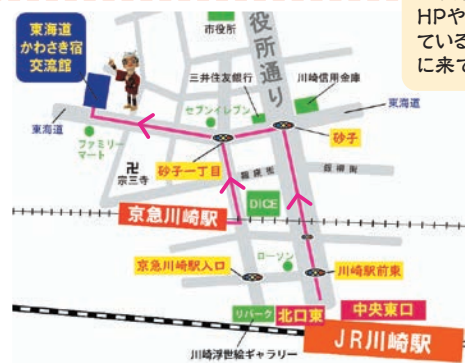 HPや
ている
に来て
東海道
かわさき宿
交流館
市役所
役所通り
三井住友銀行
川崎信用金庫
セブンイレブン
東海道
東海道
砂子
ファミリー
マート
砂子一丁目
卍
宗三寺
銀座街
銀柳街
DICE
京急川崎駅
ローソン
京急川崎駅入口
川崎駅前東
リパーク
北口東
中央東口
JR川崎駅
川崎浮世絵ギャラリー